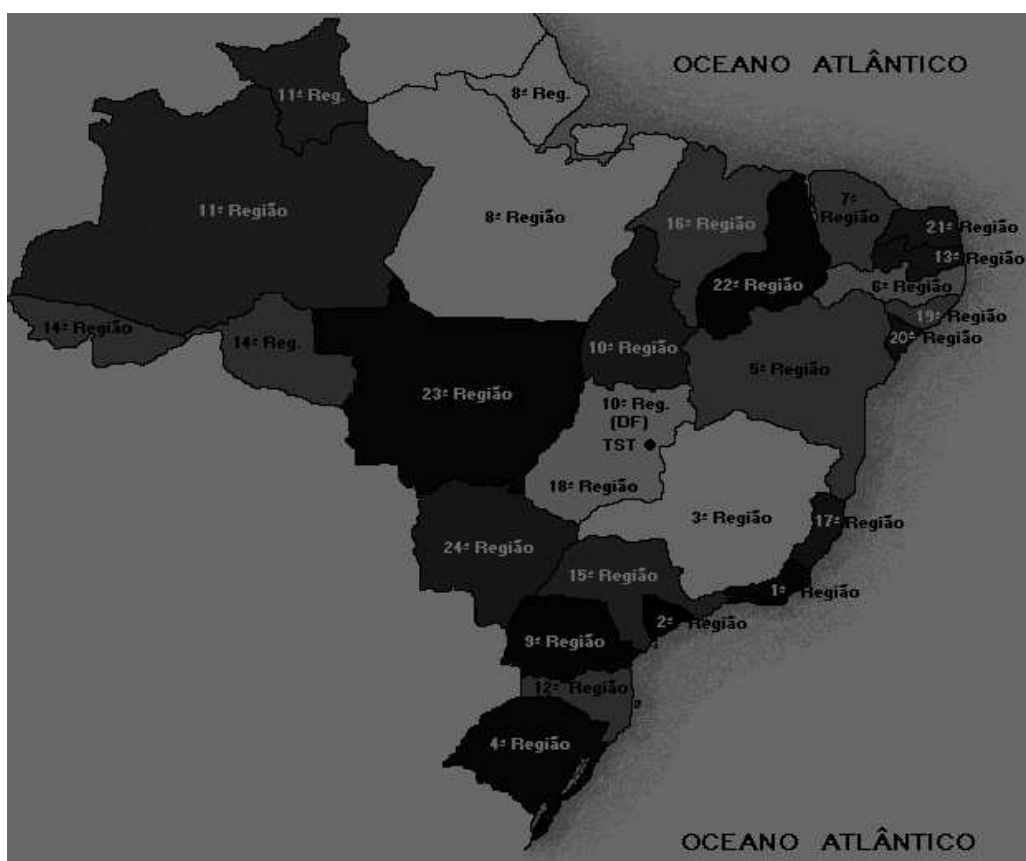 OCEANO ATLÂNTICO
11ª Reg.
8ª Reg.
11ª Região
8ª Região
16ª Região
7ª
Região
21ª Região
13ª Região
22ª Região
6ª Região
19ª Região
20ª Região
14ª Região
14ª Reg.
10ª Região
5ª Região
23ª Região
10ª Reg.
(DF)
TST
18ª Região
3ª Região
17ª Região
24ª Região
15ª Região
1ª Região
2ª Região
9ª Região
12ª Região
4ª Região
OCEANO ATLÂNTICO